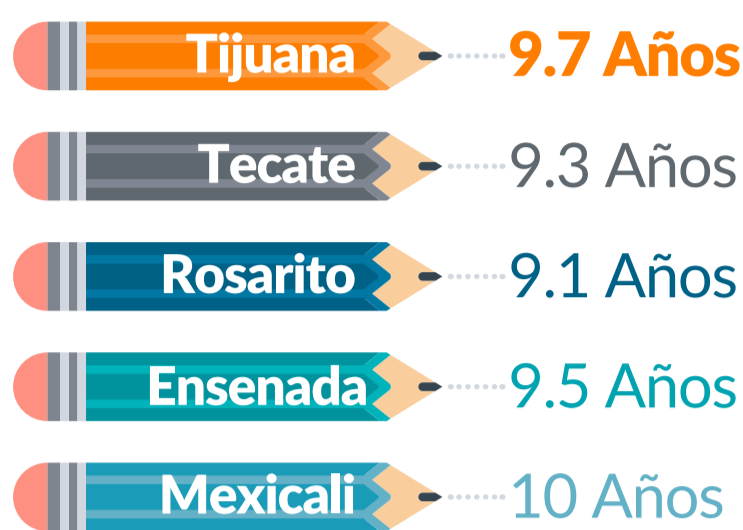 Tijuana 9.7 Años
Tecate 9.3 Años
Rosarito 9.1 Años
Ensenada 9.5 Años
Mexicali 10 Años